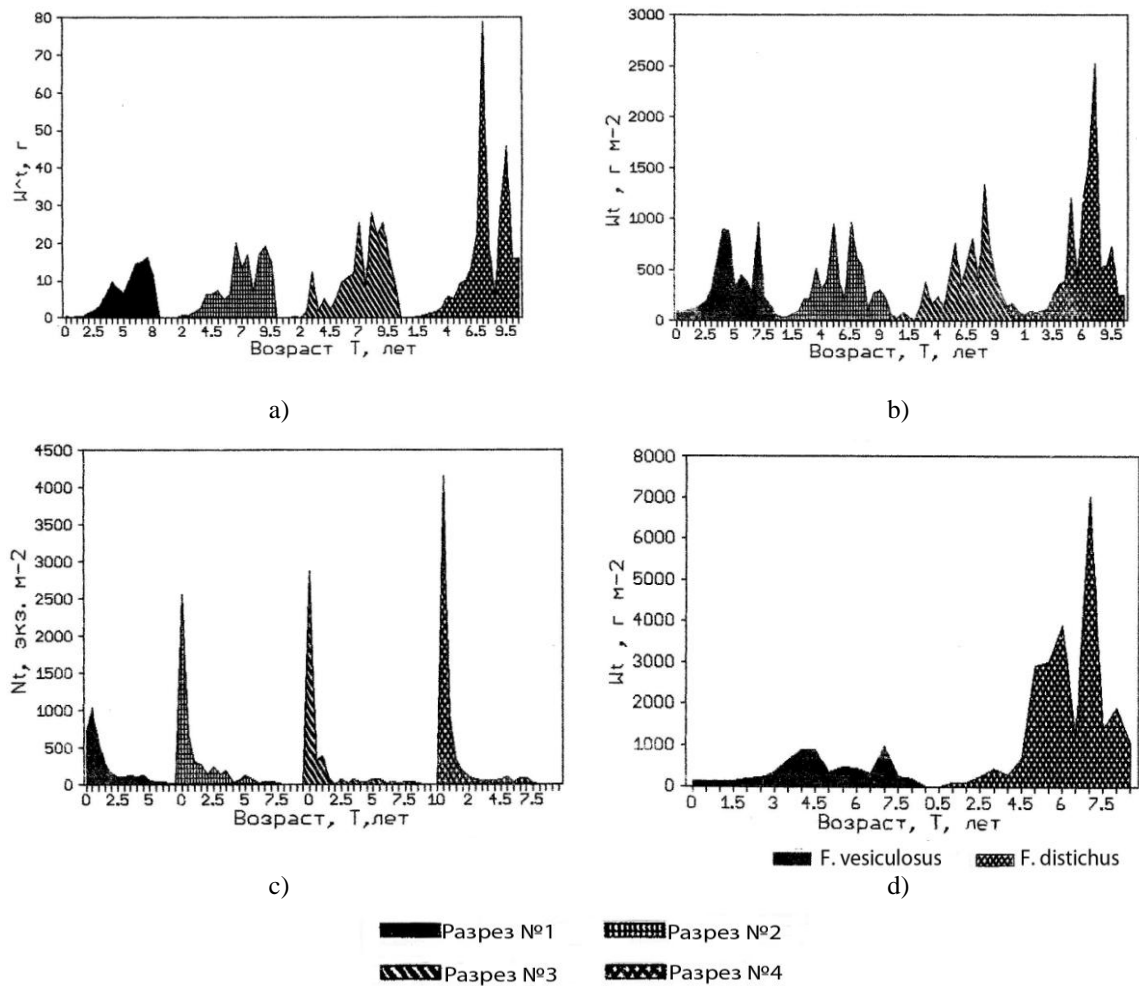 80
70
60
50
40
30
20
10
0
W^t, г
0 2.5 5 8 2 4.5 7 9.5 2 4.5 7 9.5 2 4.5 7.5 9.5
Возраст Т, лет
a)
3000
2500
2000
1500
1000
500
0
Wt , г м-2
0 2.5 5 7.5 1.5 4 6.5 9 1.5 4 6.5 9 1 3.5 6 9.5
Возраст, Т, лет
b)
4500
4000
3500
3000
2500
2000
1500
1000
500
0
Nt, экз. м-2
0 2.5 5 0 2.5 5 7.5 0 2.5 5 7.5 10 2 4.5 7.5
Возраст, Т,лет
c)
8000
7000
6000
5000
4000
3000
2000
1000
0
Wt , г м-2
0 1.5 3 4.5 6 7.5 0.5 2.5 4.5 6 7.5
Возраст, Т, лет
F. vesiculosus F. distichus
d)
Разрез №1 Разрез №2
Разрез №3 Разрез №4